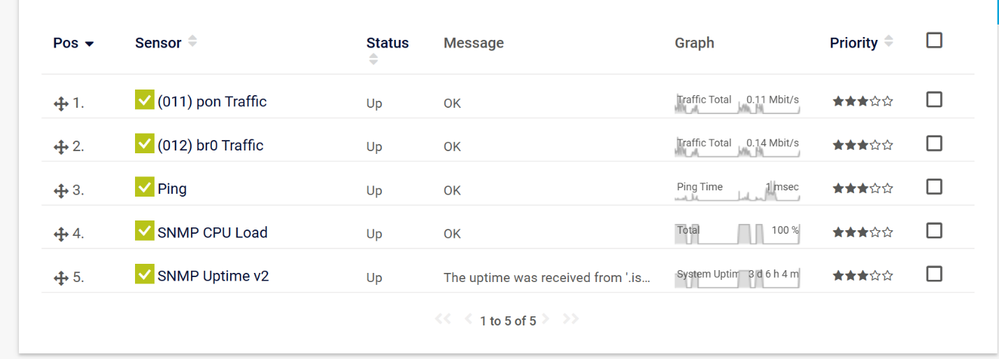 Pos Sensor Status Message Graph Priority
1. (011) pon Traffic Up OK Traffic Total 0.11 Mbit/s
2. (012) br0 Traffic Up OK Traffic Total 0.14 Mbit/s
3. Ping Up OK Ping Time 1 msec
4. SNMP CPU Load Up OK Total 100 %
5. SNMP Uptime v2 Up The uptime was received from '.is... System Uptim 3 d 6 h 4 m
1 to 5 of 5